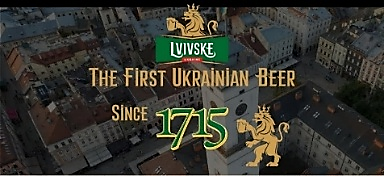 LVIVSKE
THE FIRST UKRAINIAN BEER
SINCE 1715